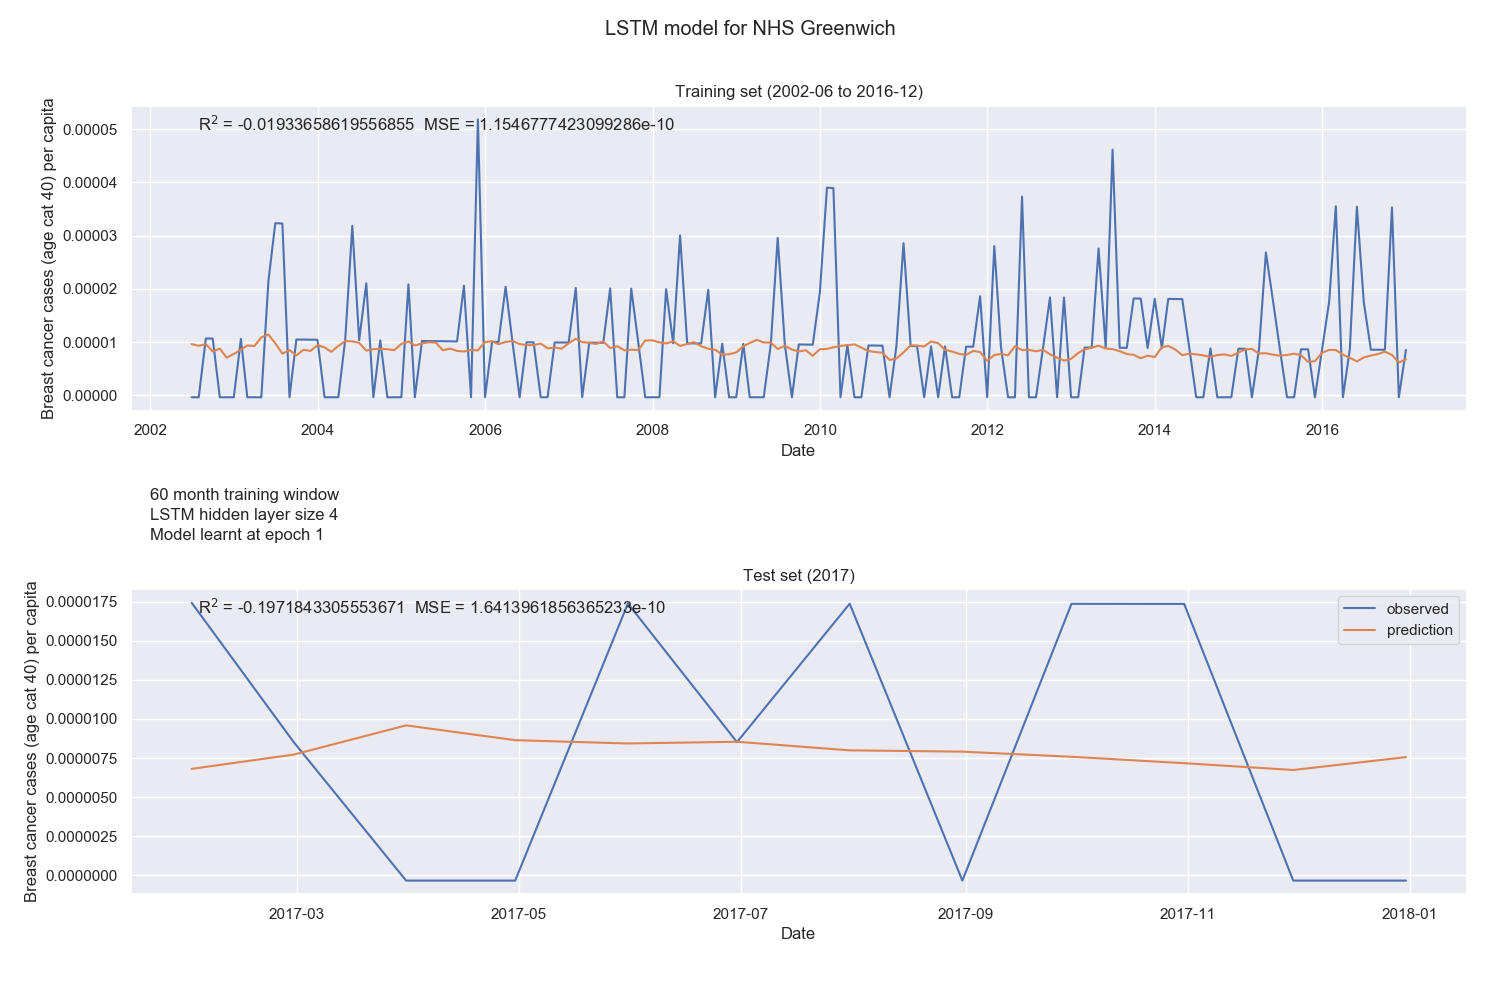 LSTM model for NHS Greenwich
Training set (2002-06 to 2016-12)
R² = -0.01933658619556855 MSE = 1.1546777423099286e-10
Breast cancer cases (age cat 40) per capita
0.00005
0.00004
0.00003
0.00002
0.00001
0.00000
2002 2004 2006 2008 2010 2012 2014 2016
Date
60 month training window
LSTM hidden layer size 4
Model learnt at epoch 1
Test set (2017)
R² = -0.1971843305553671 MSE = 1.6413961856365233e-10
observed
prediction
Breast cancer cases (age cat 40) per capita
0.0000175
0.0000150
0.0000125
0.0000100
0.0000075
0.0000050
0.0000025
0.0000000
2017-03 2017-05 2017-07 2017-09 2017-11 2018-01
Date